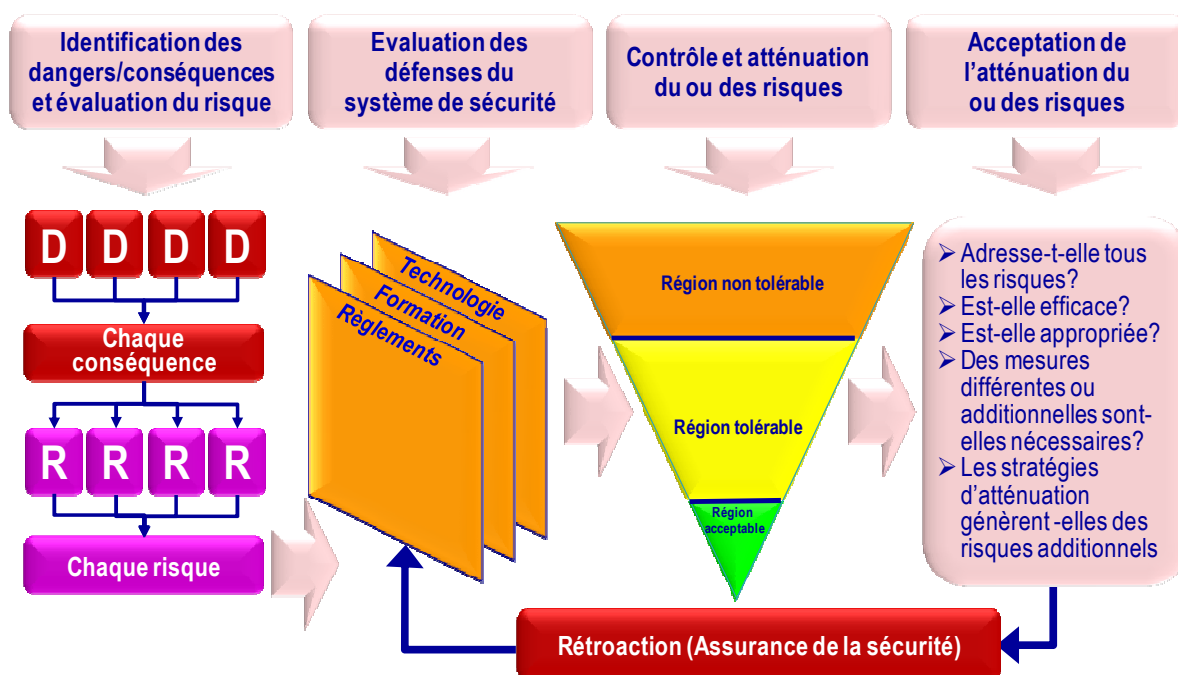 Identification des
dangers/conséquences
et évaluation du risque
Evaluation des
défenses du
système de sécurité
Contrôle et atténuation
du ou des risques
Acceptation de
l'atténuation du
ou des risques
D D D D
Chaque
conséquence
R R R R
Chaque risque
Technologie
Formation
Règlements
Région non tolérable
Région tolérable
Région
acceptable
➢ Adresse-t-elle tous
les risques?
➢ Est-elle efficace?
➢ Est-elle appropriée?
➢ Des mesures
différentes ou
additionnelles sont-
elles nécessaires?
➢ Les stratégies
d'atténuation
génèrent -elles des
risques additionnels
Rétroaction (Assurance de la sécurité)